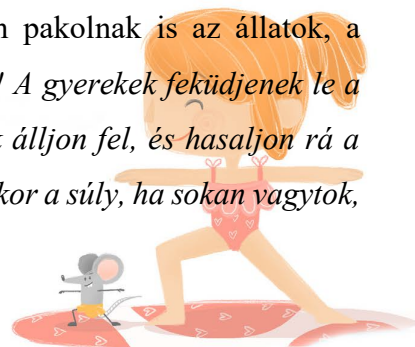 pakolnak is az állatok, a
! A gyerekek feküdjenek le a
álljon fel, és hasaljon rá a
kor a súly, ha sokan vagytok,